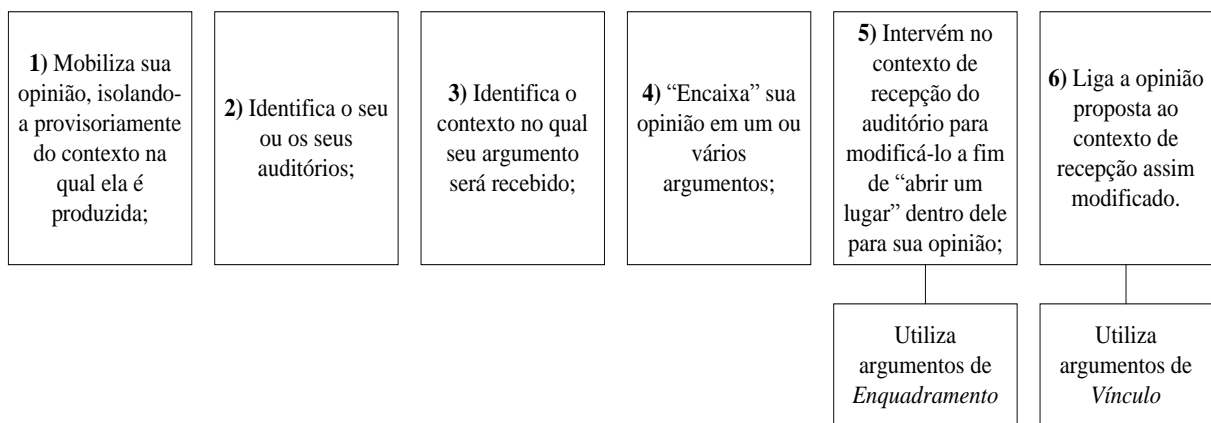 1) Mobiliza sua
opinião, isolando-
a provisoriamente
do contexto na
qual ela é
produzida;
2) Identifica o seu
ou os seus
auditórios;
3) Identifica o
contexto no qual
seu argumento
será recebido;
4) “Encaixa” sua
opinião em um ou
vários
argumentos;
5) Intervém no
contexto de
recepção do
auditório para
modificá-lo a fim
de “abrir um
lugar” dentro dele
para sua opinião;
6) Liga a opinião
proposta ao
contexto de
recepção assim
modificado.
Utiliza
argumentos de
Enquadramento
Utiliza
argumentos de
Vínculo